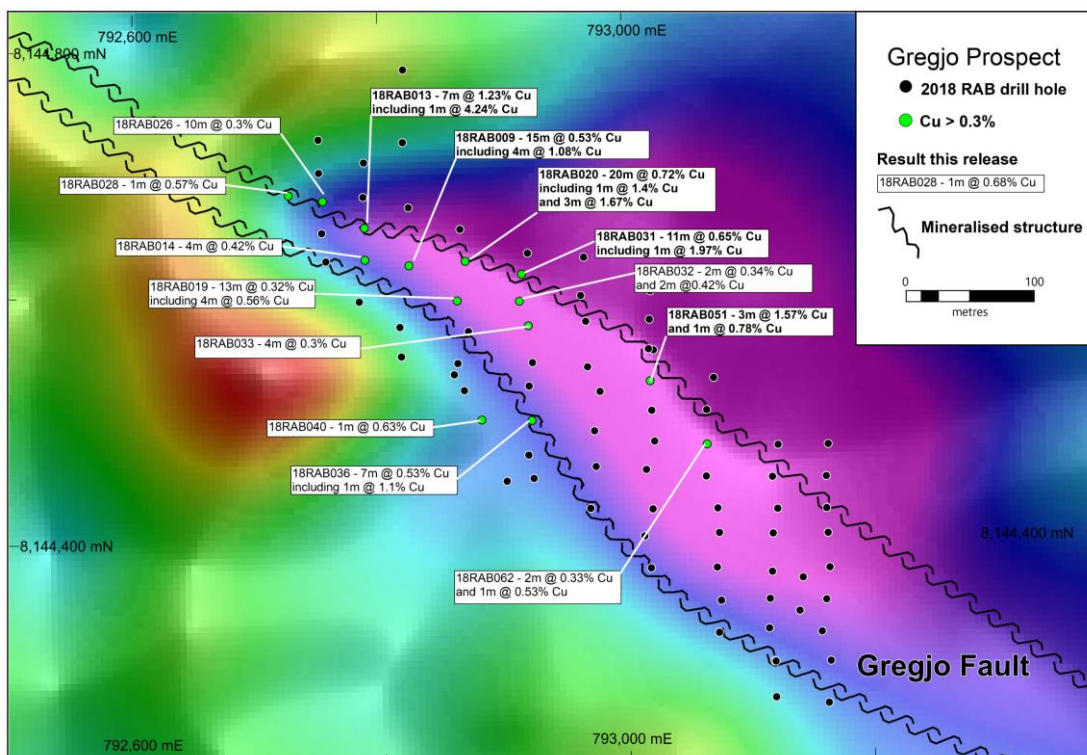 792,600 mE
793,000 mE
8,144,800 mN
18RAB013 - 7m @ 1.23% Cu
including 1m @ 4.24% Cu
18RAB026 - 10m @ 0.3% Cu
18RAB009 - 15m @ 0.53% Cu
including 4m @ 1.08% Cu
18RAB028 - 1m @ 0.57% Cu
18RAB020 - 20m @ 0.72% Cu
including 1m @ 1.4% Cu
and 3m @ 1.67% Cu
18RAB014 - 4m @ 0.42% Cu
18RAB031 - 11m @ 0.65% Cu
including 1m @ 1.97% Cu
18RAB032 - 2m @ 0.34% Cu
and 2m @0.42% Cu
18RAB019 - 13m @ 0.32% Cu
including 4m @ 0.56% Cu
18RAB051 - 3m @ 1.57% Cu
and 1m @ 0.78% Cu
18RAB033 - 4m @ 0.3% Cu
18RAB040 - 1m @ 0.63% Cu
18RAB036 - 7m @ 0.53% Cu
including 1m @ 1.1% Cu
8,144,400 mN
8,144,400 mN
18RAB062 - 2m @ 0.33% Cu
and 1m @ 0.53% Cu
Gregjo Fault
792,600 mE
793,000 mE
Gregjo Prospect
2018 RAB drill hole
Cu > 0.3%
Result this release
18RAB028 - 1m @ 0.68% Cu
Mineralised structure
0
100
metres